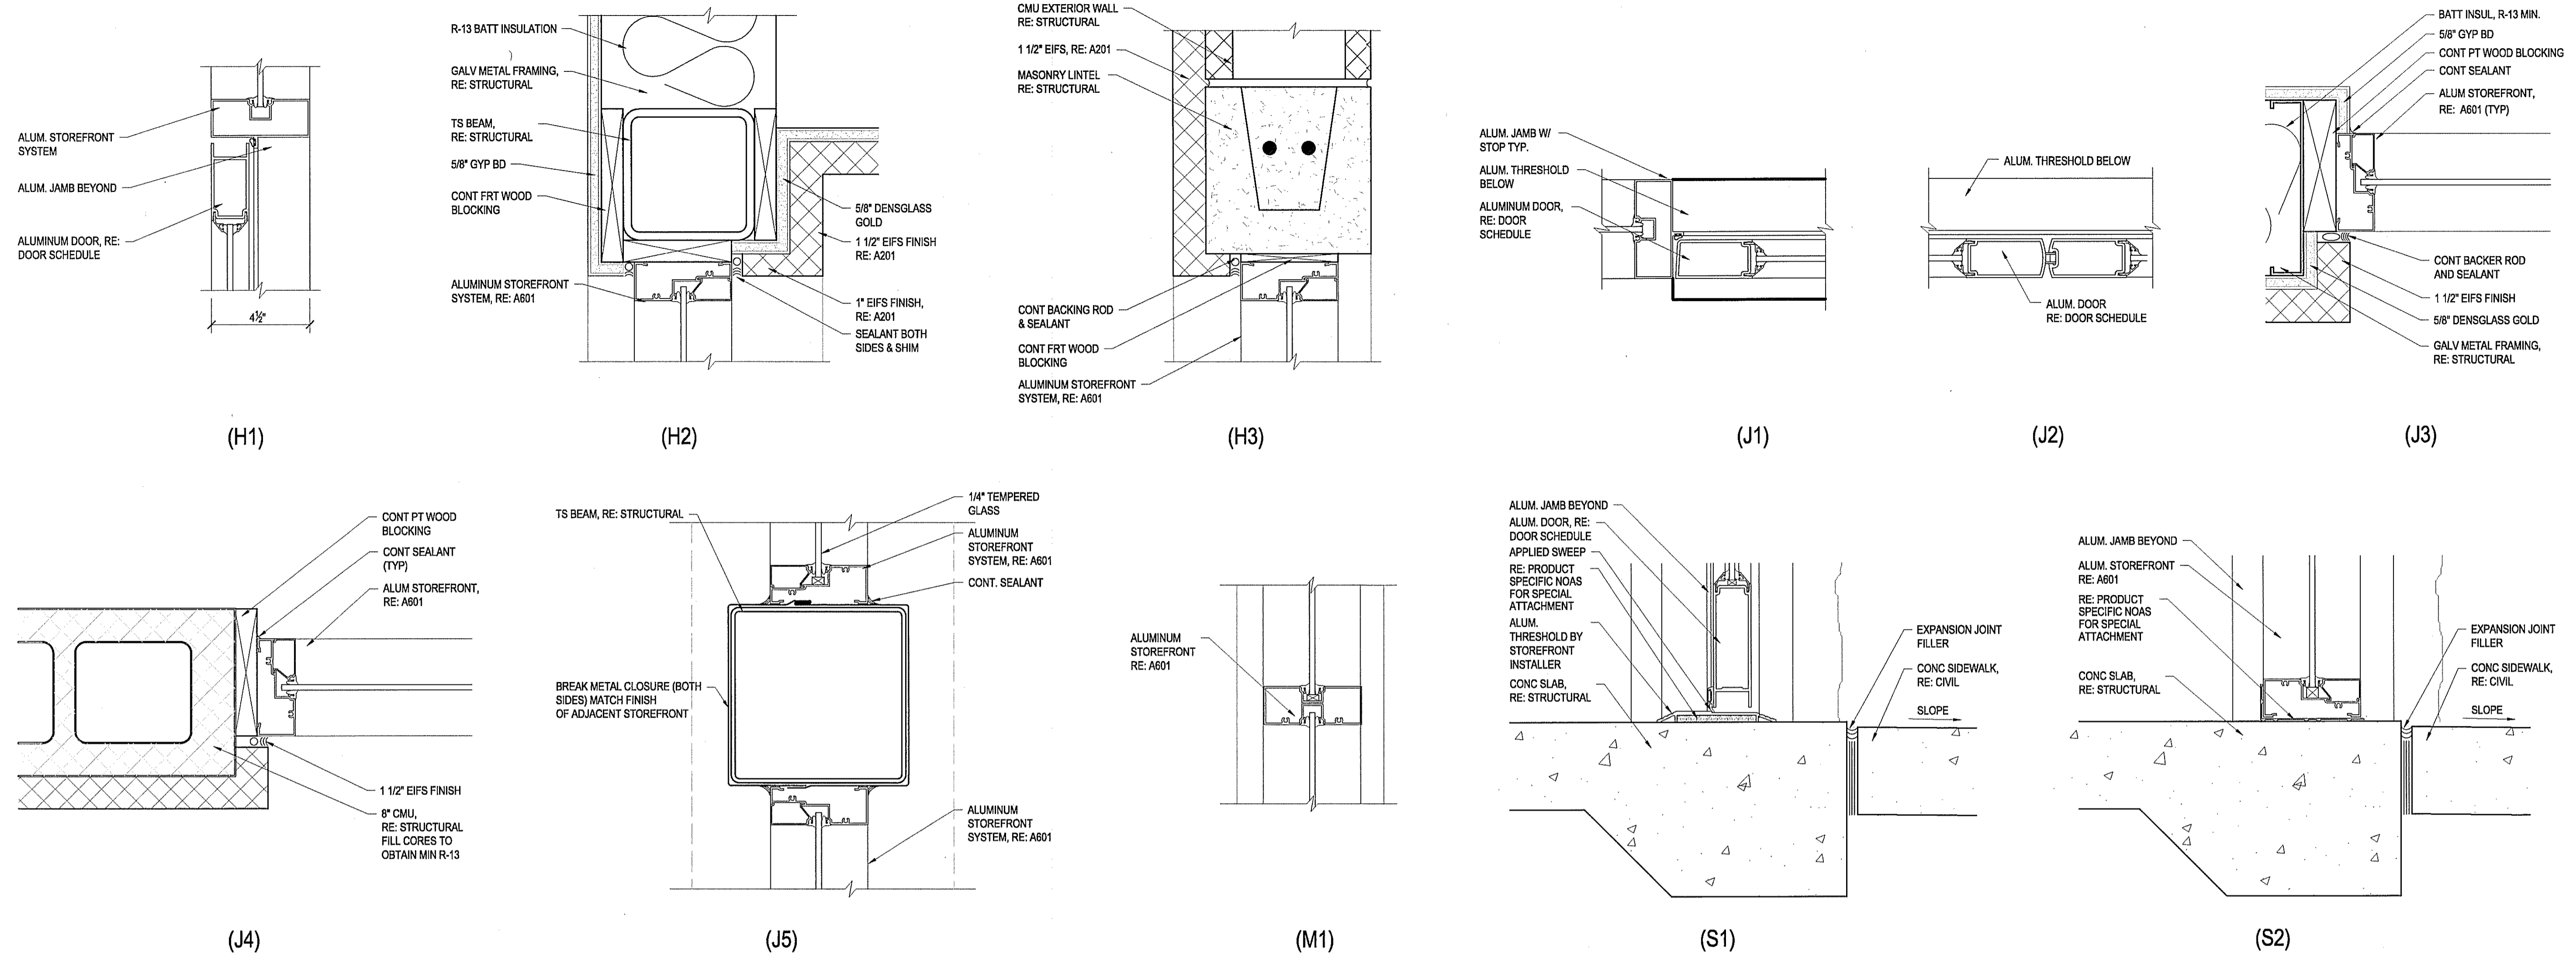 ALUM. STOREFRONT
SYSTEM
ALUM. JAMB BEYOND
ALUMINUM DOOR, RE:
DOOR SCHEDULE
4½"
(H1)
R-13 BATT INSULATION
GALV METAL FRAMING,
RE: STRUCTURAL
TS BEAM,
RE: STRUCTURAL
5/8" GYP BD
CONT FRT WOOD
BLOCKING
ALUMINUM STOREFRONT
SYSTEM, RE: A601
5/8" DENSGLASS
GOLD
1 1/2" EIFS FINISH
RE: A201
1" EIFS FINISH,
RE: A201
SEALANT BOTH
SIDES & SHIM
(H2)
CMU EXTERIOR WALL
RE: STRUCTURAL
1 1/2" EIFS, RE: A201
MASONRY LINTEL
RE: STRUCTURAL
CONT BACKING ROD
& SEALANT
CONT FRT WOOD
BLOCKING
ALUMINUM STOREFRONT
SYSTEM, RE: A601
(H3)
ALUM. JAMB W/
STOP TYP.
ALUM. THRESHOLD
BELOW
ALUMINUM DOOR,
RE: DOOR
SCHEDULE
(J1)
ALUM. THRESHOLD BELOW
ALUM. DOOR
RE: DOOR SCHEDULE
(J2)
BATT INSUL, R-13 MIN.
5/8" GYP BD
CONT PT WOOD BLOCKING
CONT SEALANT
ALUM STOREFRONT,
RE: A601 (TYP)
CONT BACKER ROD
AND SEALANT
1 1/2" EIFS FINISH
5/8" DENSGLASS GOLD
GALV METAL FRAMING,
RE: STRUCTURAL
(J3)
CONT PT WOOD
BLOCKING
CONT SEALANT
(TYP)
ALUM STOREFRONT,
RE: A601
1 1/2" EIFS FINISH
8" CMU,
RE: STRUCTURAL
FILL CORES TO
OBTAIN MIN R-13
(J4)
TS BEAM, RE: STRUCTURAL
BREAK METAL CLOSURE (BOTH
SIDES) MATCH FINISH
OF ADJACENT STOREFRONT
1/4" TEMPERED
GLASS
ALUMINUM
STOREFRONT
SYSTEM, RE: A601
CONT. SEALANT
ALUMINUM
STOREFRONT
SYSTEM, RE: A601
(J5)
ALUMINUM
STOREFRONT
RE: A601
(M1)
ALUM. JAMB BEYOND
ALUM. DOOR, RE:
DOOR SCHEDULE
APPLIED SWEEP
RE: PRODUCT
SPECIFIC NOAS
FOR SPECIAL
ATTACHMENT
ALUM.
THRESHOLD BY
STOREFRONT
INSTALLER
CONC SLAB,
RE: STRUCTURAL
EXPANSION JOINT
FILLER
CONC SIDEWALK,
RE: CIVIL
SLOPE
(S1)
ALUM. JAMB BEYOND
ALUM. STOREFRONT
RE: A601
RE: PRODUCT
SPECIFIC NOAS
FOR SPECIAL
ATTACHMENT
CONC SLAB,
RE: STRUCTURAL
EXPANSION JOINT
FILLER
CONC SIDEWALK,
RE: CIVIL
SLOPE
(S2)